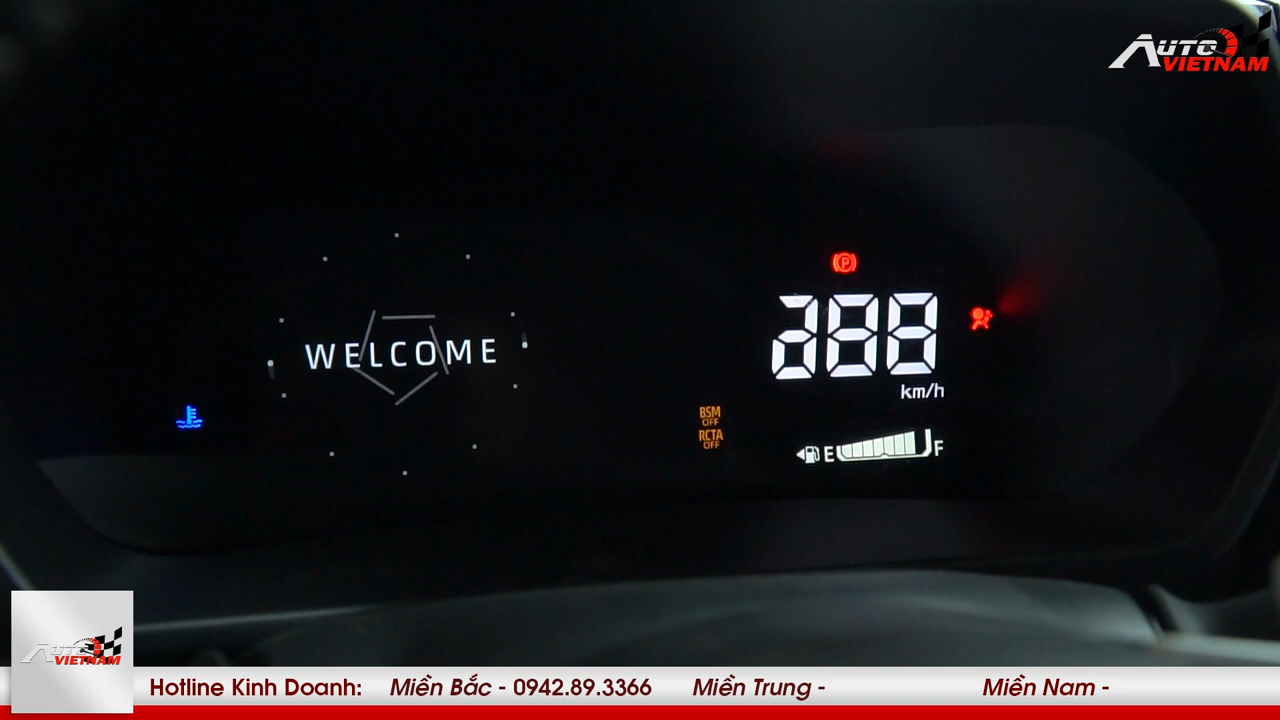 AUTO
VIETNAM
WELCOME
288
km/h
BSM
OFF
RCTA
OFF
E F
P
AUTO
VIETNAM
Hotline Kinh Doanh: Miền Bắc - 0942.89.3366 Miền Trung - Miền Nam -